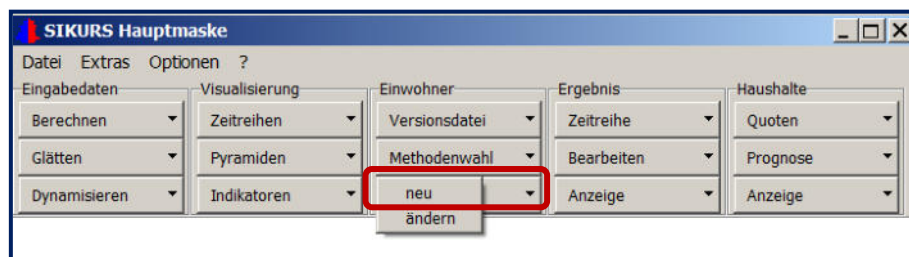 SIKURS Hauptmaske
Datei Extras Optionen ?
Eingabedaten Visualisierung Einwohner Ergebnis Haushalte
Berechnen Zeitreihen Versionsdatei Zeitreihe Quoten
Glätten Pyramiden Methodenwahl Bearbeiten Prognose
Dynamisieren Indikatoren neu Anzeige Anzeige
ändern